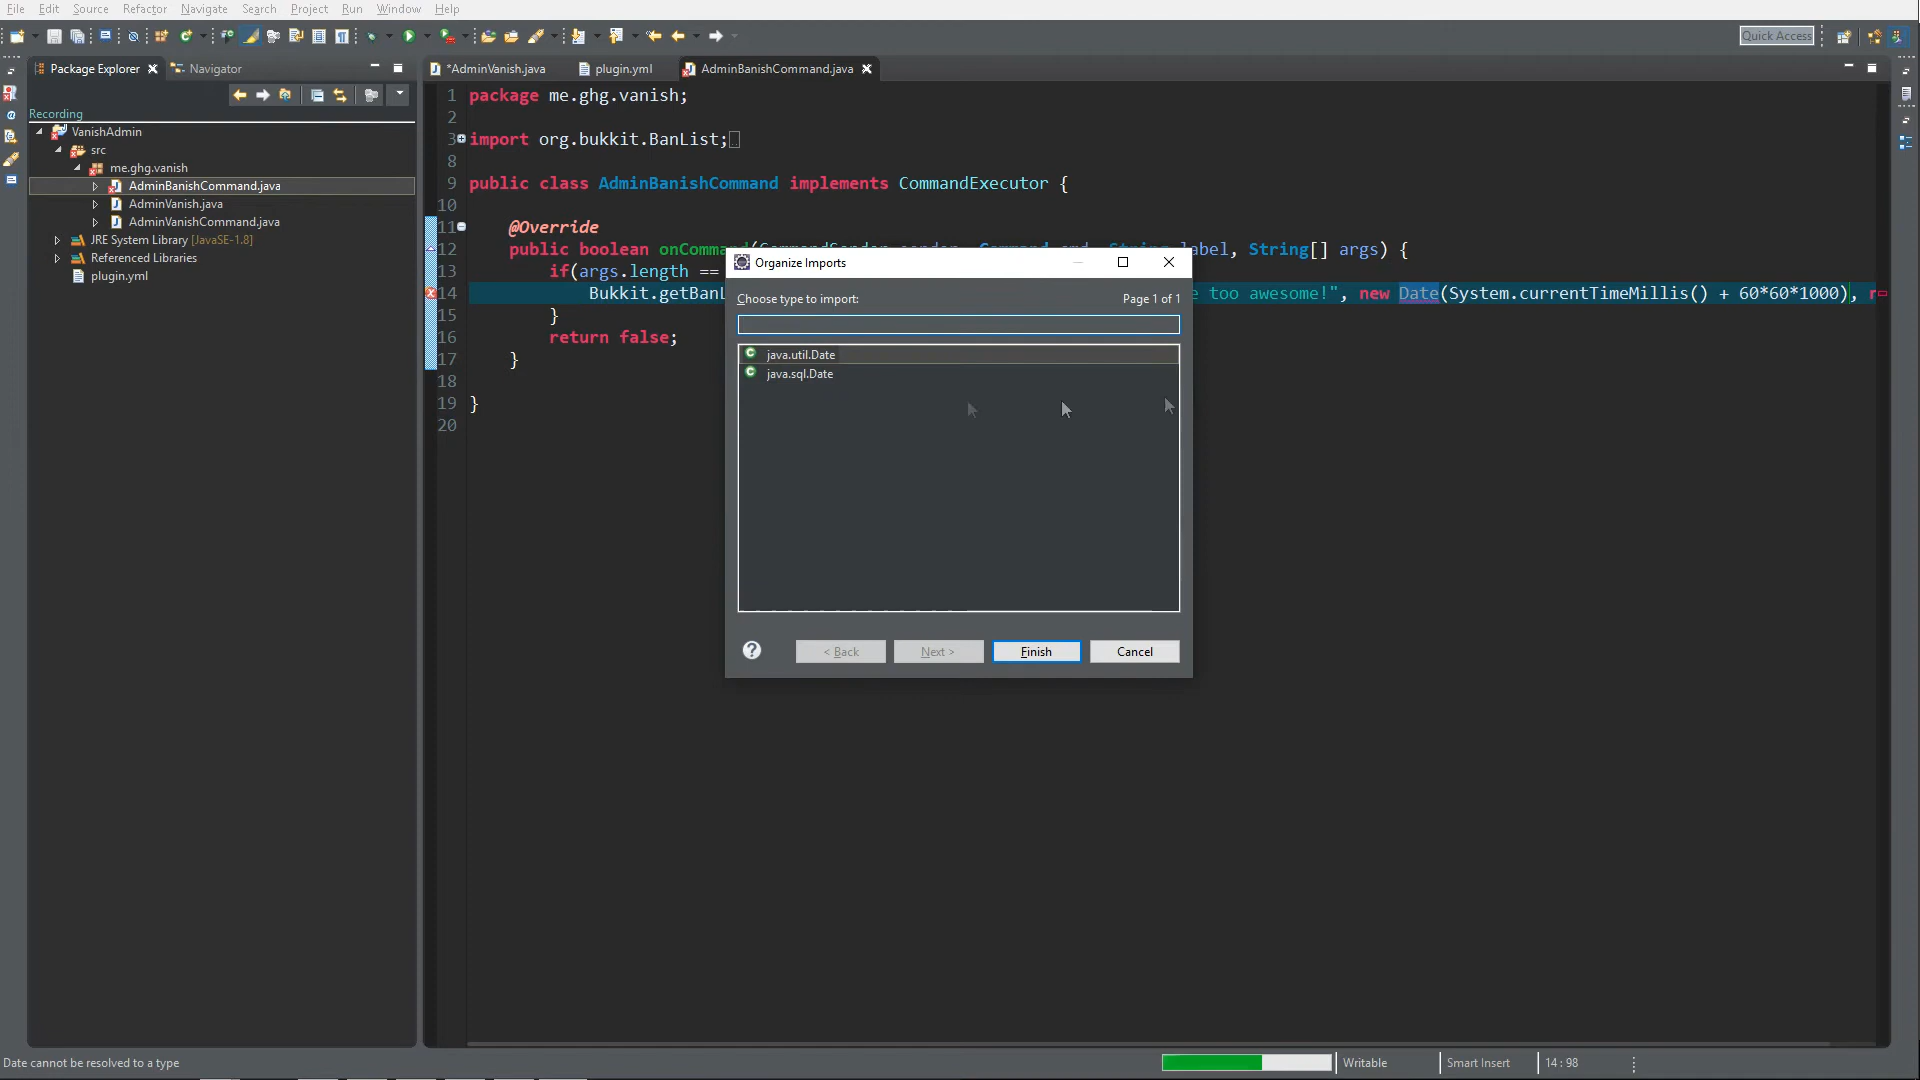 File Edit Source Refactor Navigate Search Project Run Window Help
Quick Access
Package Explorer Navigator
*AdminVanish.java plugin.yml AdminBanishCommand.java
Recording
VanishAdmin
src
me.ghg.vanish
AdminBanishCommand.java
AdminVanish.java
AdminVanishCommand.java
JRE System Library [JavaSE-1.8]
Referenced Libraries
plugin.yml
1 package me.ghg.vanish;
2
3 import org.bukkit.BanList;
8
9 public class AdminBanishCommand implements CommandExecutor {
10
11 @Override
12 public boolean onCommand label, String[] args) {
13 if(args.length ==
14 Bukkit.getBanL e too awesome!", new Date(System.currentTimeMillis() + 60*60*1000),
15 }
16 return false;
17 }
18
19 }
20
Organize Imports
Choose type to import: Page 1 of 1
java.util.Date
java.sql.Date
< Back Next > Finish Cancel
Date cannot be resolved to a type
Writable Smart Insert 14 : 98